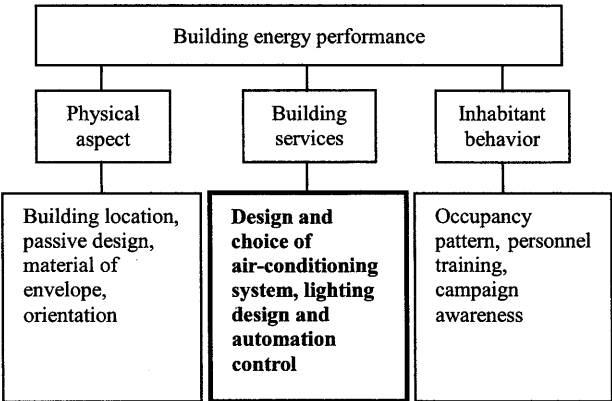 Building energy performance
Physical
aspect
Building
services
Inhabitant
behavior
Building location,
passive design,
material of
envelope,
orientation
Design and
choice of
air-conditioning
system, lighting
design and
automation
control
Occupancy
pattern, personnel
training,
campaign
awareness